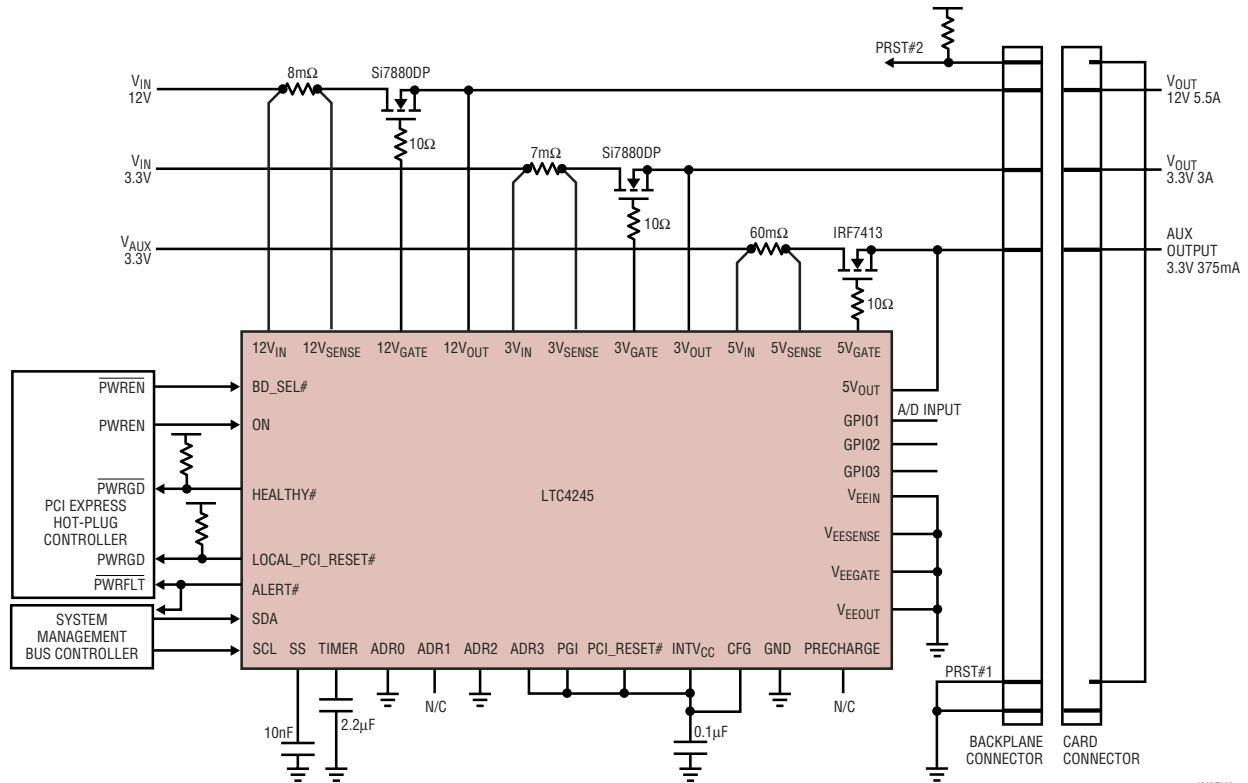 PRST#2
V_IN
12V
8mΩ
Si7880DP
V_OUT
12V 5.5A
10Ω
V_IN
3.3V
7mΩ
Si7880DP
V_OUT
3.3V 3A
10Ω
V_AUX
3.3V
60mΩ
IRF7413
AUX
OUTPUT
3.3V 375mA
10Ω
12V_IN 12V_SENSE 12V_GATE 12V_OUT 3V_IN 3V_SENSE 3V_GATE 3V_OUT 5V_IN 5V_SENSE 5V_GATE
PWREN
BD_SEL#
5V_OUT
PWREN
ON
GPIO1
A/D INPUT
GPIO2
GPIO3
PWRGD
HEALTHY#
LTC4245
V_EEIN
PCI EXPRESS
HOT-PLUG
CONTROLLER
V_EESENSE
PWRGD
LOCAL_PCI_RESET#
V_EEGATE
PWRFLT
ALERT#
V_EEOUT
SYSTEM
MANAGEMENT
BUS CONTROLLER
SDA
SCL SS TIMER ADR0 ADR1 ADR2 ADR3 PGI PCI_RESET# INTV_CC CFG GND PRECHARGE
PRST#1
N/C
N/C
10nF
2.2µF
0.1µF
BACKPLANE
CONNECTOR
CARD
CONNECTOR